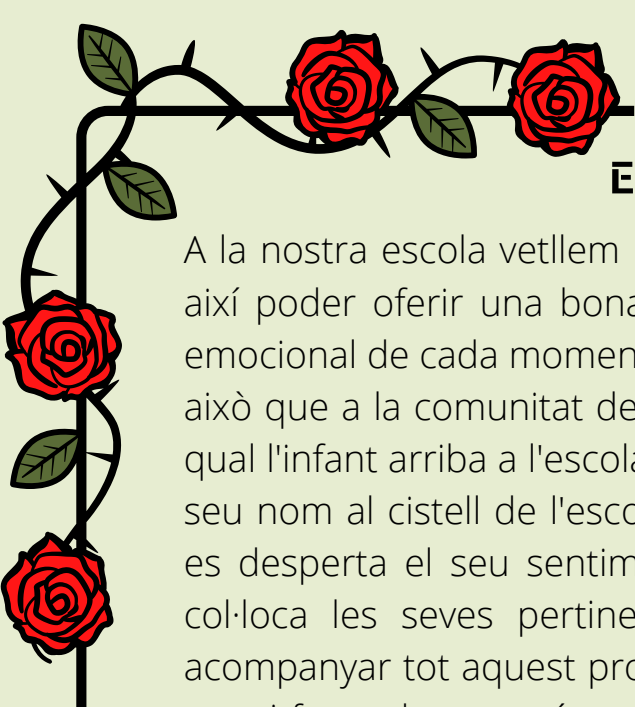 E
A la nostra escola vetllem
així poder oferir una bona
emocional de cada momen
això que a la comunitat de
qual l'infant arriba a l'escola
seu nom al cistell de l'esco
es desperta el seu sentim
col·loca les seves pertine
acompanyar tot aquest pro